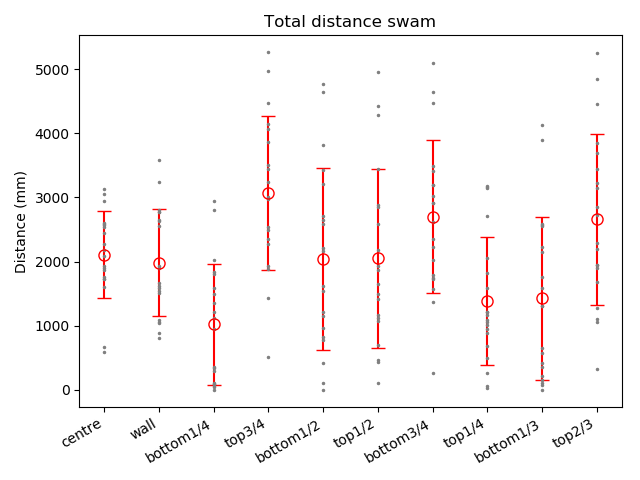 Total distance swam
Distance (mm)
5000
4000
3000
2000
1000
0
centre
wall
bottom1/4
top3/4
bottom1/2
top1/2
bottom3/4
top1/4
bottom1/3
top2/3